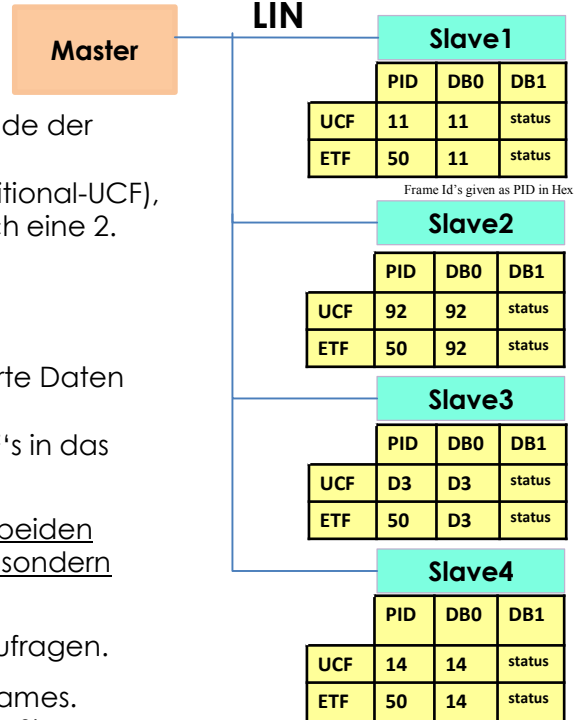 LIN
Master
de der
itional-UCF),
h eine 2.
rte Daten
's in das
beiden
sondern
ufragen.
ames.
Slave1
PID DB0 DB1
UCF 11 11 status
ETF 50 11 status
Frame Id's given as PID in Hex
Slave2
PID DB0 DB1
UCF 92 92 status
ETF 50 92 status
Slave3
PID DB0 DB1
UCF D3 D3 status
ETF 50 D3 status
Slave4
PID DB0 DB1
UCF 14 14 status
ETF 50 14 status